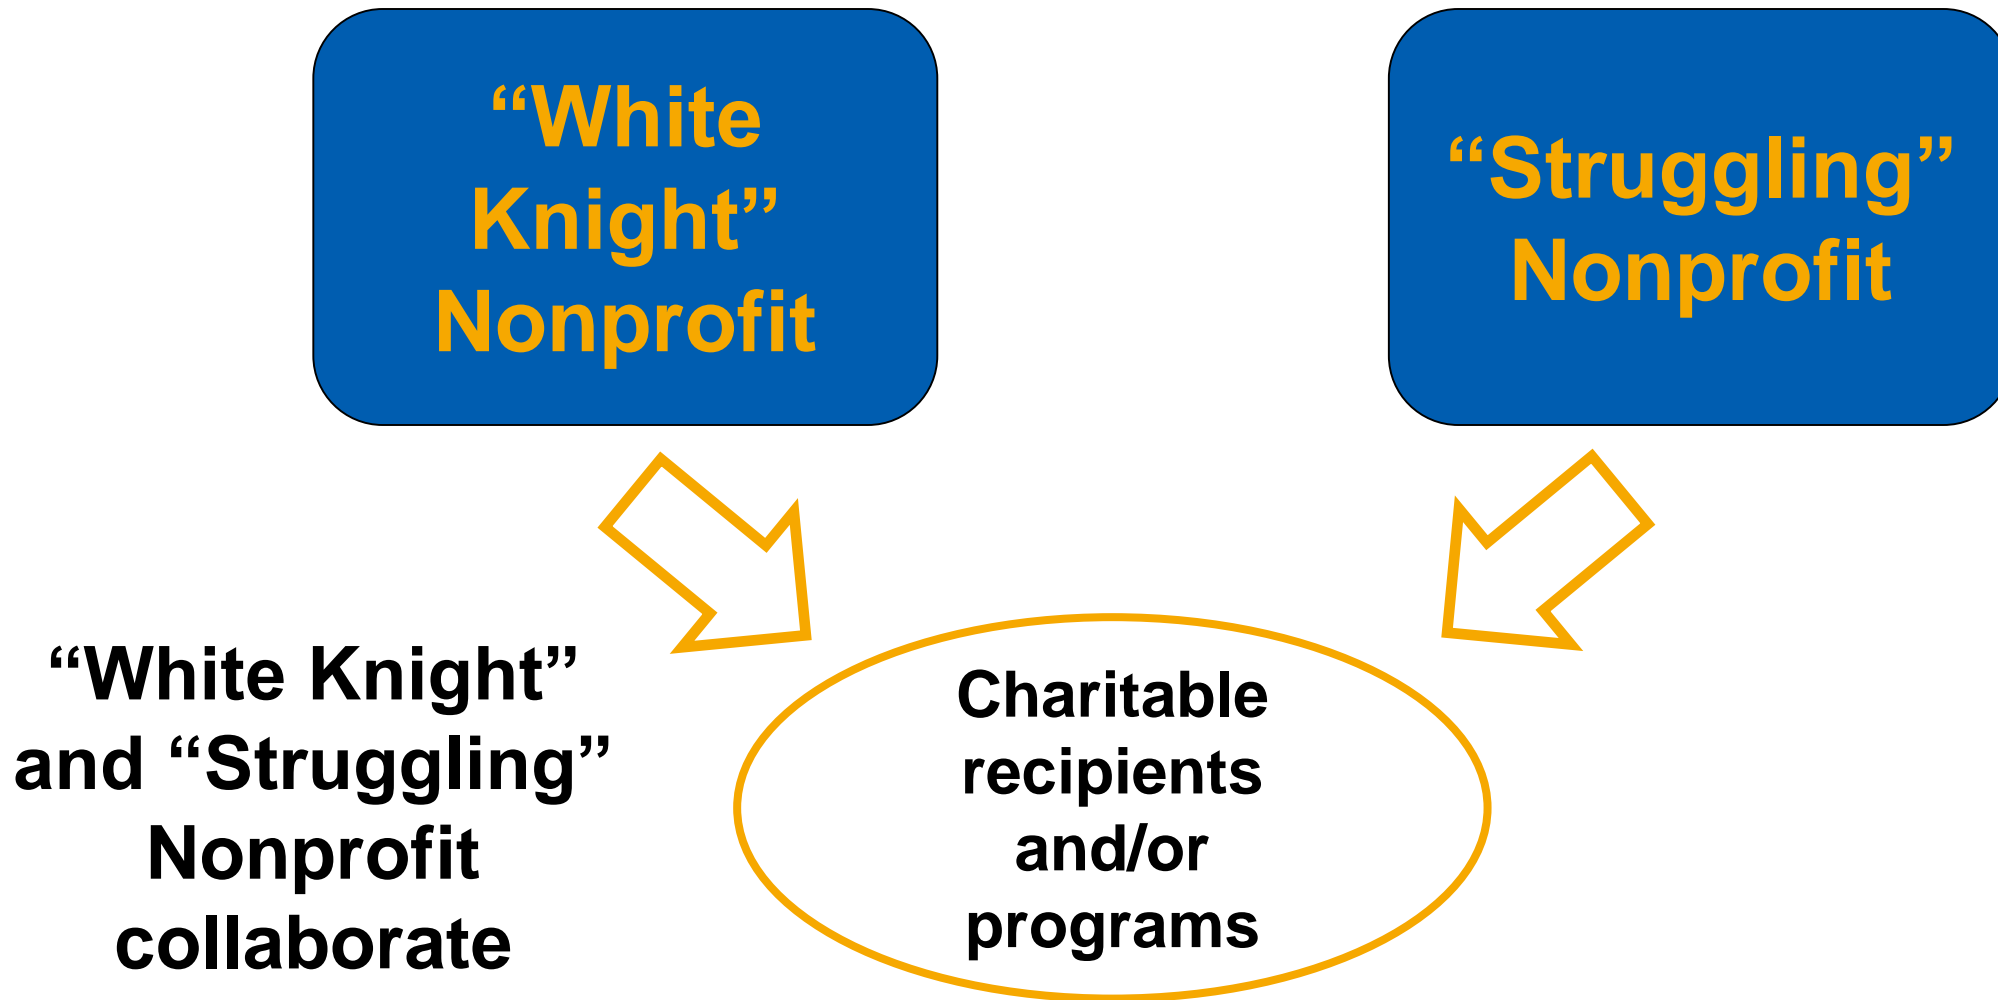 “White
Knight”
Nonprofit
“Struggling”
Nonprofit
“White Knight”
and “Struggling”
Nonprofit
collaborate
Charitable
recipients
and/or
programs